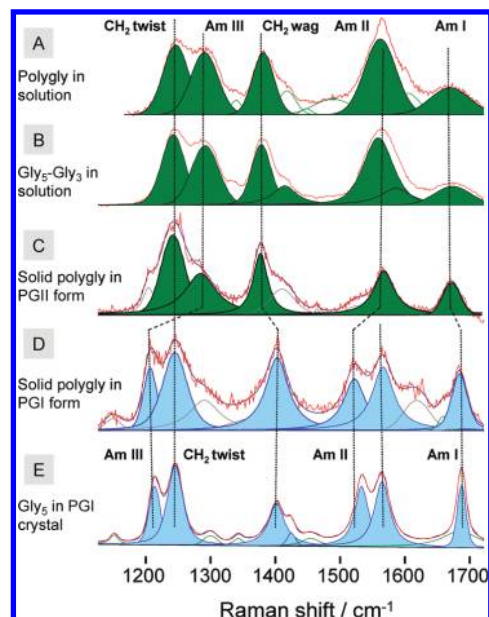 CH₂ twist Am III CH₂ wag Am II Am I
A
Polygly in
solution
B
Gly₅-Gly₃ in
solution
C
Solid polygly in
PGII form
D
Solid polygly in
PGI form
E
Am III CH₂ twist Am II Am I
Gly₅ in PGI
crystal
1200 1300 1400 1500 1600 1700
Raman shift / cm⁻¹